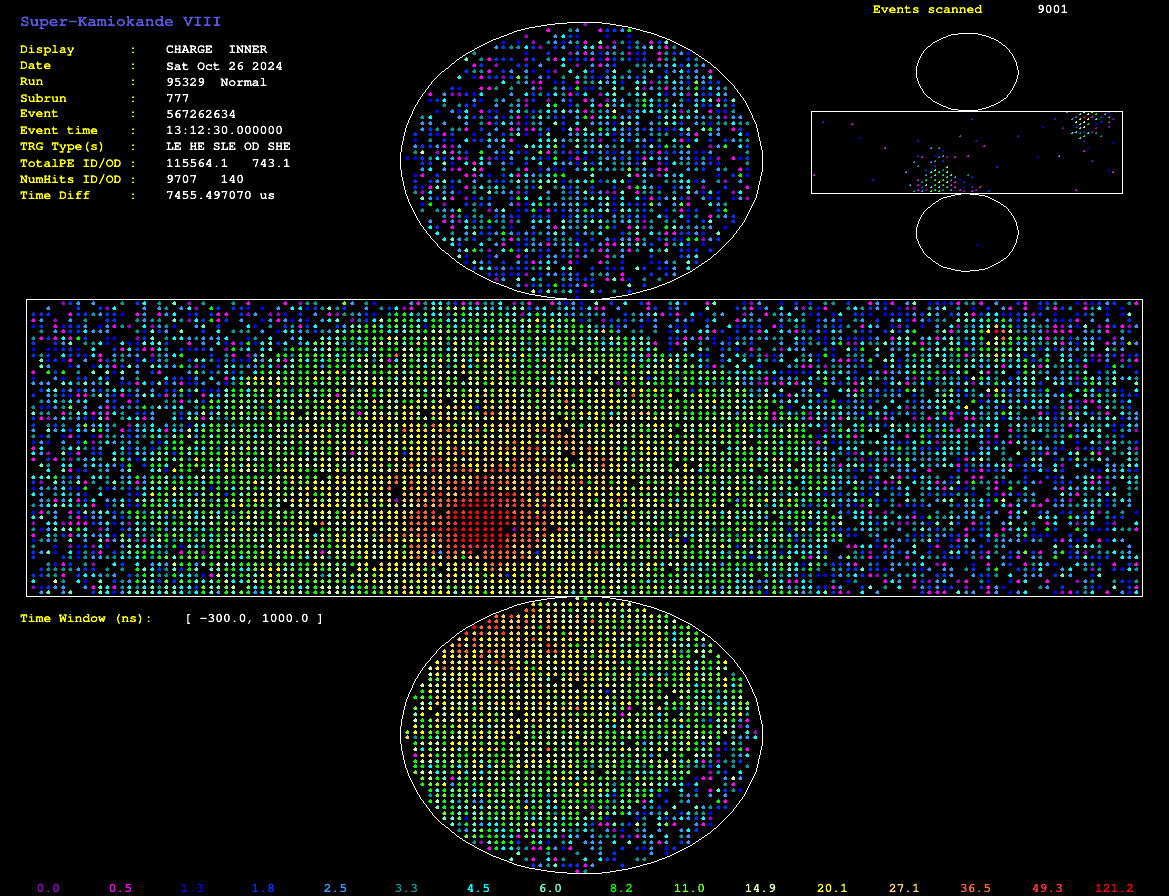 Super-Kamiokande VIII
Display : CHARGE INNER
Date : Sat Oct 26 2024
Run : 95329 Normal
Subrun : 777
Event : 567262634
Event time : 13:12:30.000000
TRG Type(s) : LE HE SLE OD SHE
TotalPE ID/OD : 115564.1 743.1
NumHits ID/OD : 9707 140
Time Diff : 7455.497070 us
Events scanned 9001
Time Window (ns): [ -300.0, 1000.0 ]
0.0 0.5 1.3 1.8 2.5 3.3 4.5 6.0 8.2 11.0 14.9 20.1 27.1 36.5 49.3 121.2